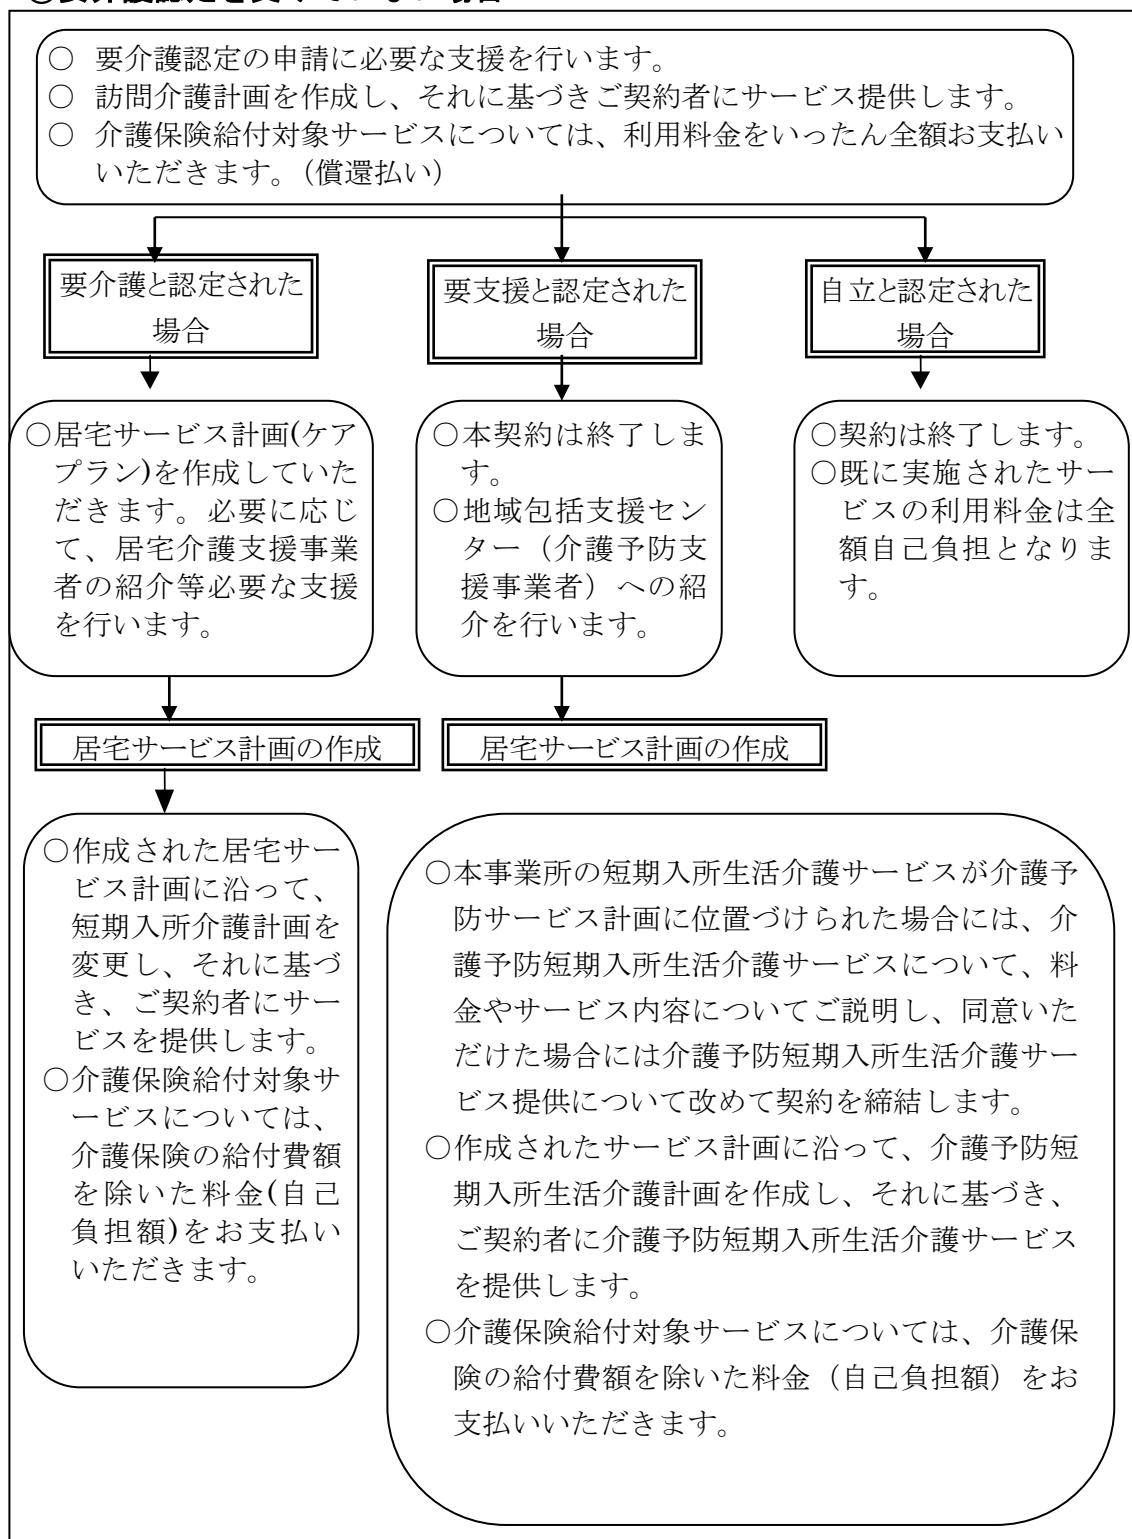 ○ 要介護認定の申請に必要な支援を行います。
○ 訪問介護計画を作成し、それに基づきご契約者にサービス提供します。
○ 介護保険給付対象サービスについては、利用料金をいったん全額お支払い
いただきます。(償還払い)
要介護と認定された
場合
要支援と認定された
場合
自立と認定された
場合
○居宅サービス計画(ケア
プラン)を作成していた
だきます。必要に応じ
て、居宅介護支援事業
者の紹介等必要な支援
を行います。
○本契約は終了しま
す。
○地域包括支援セン
ター（介護予防支
援事業者）への紹
介を行います。
○契約は終了します。
○既に実施されたサー
ビスの利用料金は全
額自己負担となりま
す。
居宅サービス計画の作成
居宅サービス計画の作成
○作成された居宅サー
ビス計画に沿って、
短期入所介護計画を
変更し、それに基づ
き、ご契約者にサー
ビスを提供します。
○介護保険給付対象サ
ービスについては、
介護保険の給付費額
を除いた料金(自己
負担額)をお支払い
いただきます。
○本事業所の短期入所生活介護サービスが介護予
防サービス計画に位置づけられた場合には、介
護予防短期入所生活介護サービスについて、料
金やサービス内容についてご説明し、同意いた
だけた場合には介護予防短期入所生活介護サー
ビス提供について改めて契約を締結します。
○作成されたサービス計画に沿って、介護予防短
期入所生活介護計画を作成し、それに基づき、
ご契約者に介護予防短期入所生活介護サービス
を提供します。
○介護保険給付対象サービスについては、介護保
険の給付費額を除いた料金（自己負担額）をお
支払いいただきます。